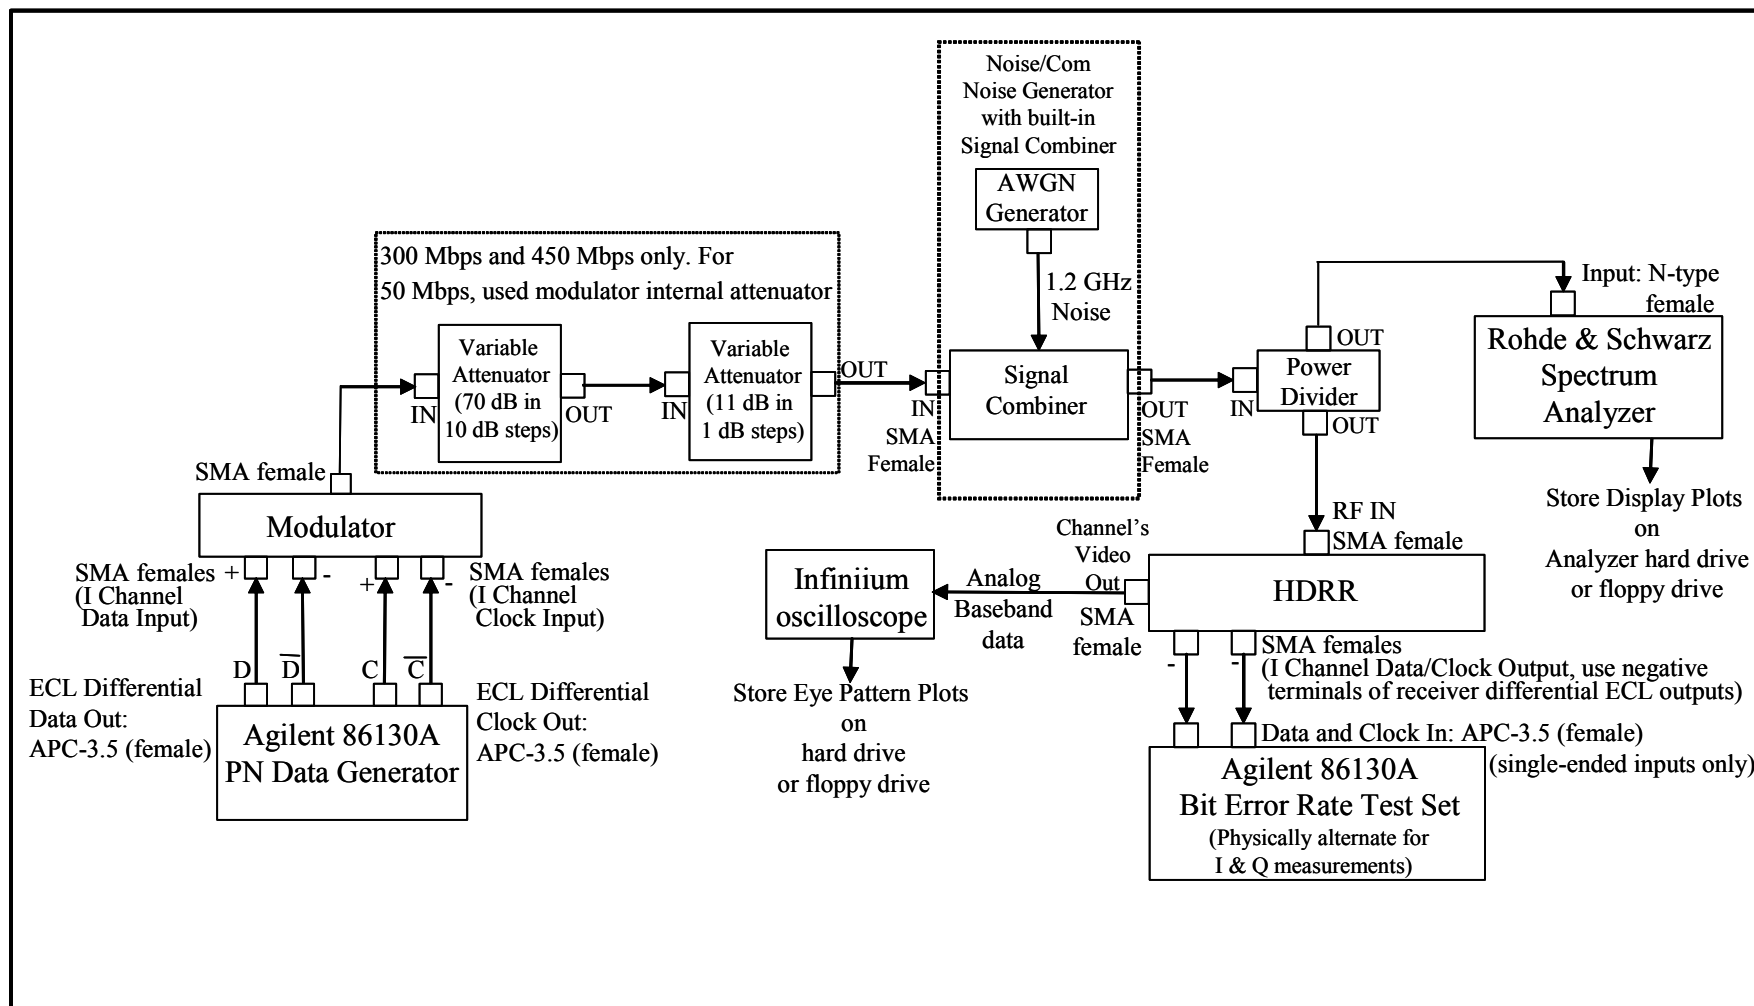 Noise/Com
Noise Generator
with built-in
Signal Combiner
AWGN
Generator
1.2 GHz
Noise
300 Mbps and 450 Mbps only. For
50 Mbps, used modulator internal attenuator
Variable
Attenuator
(70 dB in
10 dB steps)
IN
OUT
Variable
Attenuator
(11 dB in
1 dB steps)
IN
OUT
Signal
Combiner
IN
SMA
Female
OUT
SMA
Female
Power
Divider
IN
OUT
OUT
Input: N-type
female
Rohde & Schwarz
Spectrum
Analyzer
Store Display Plots
on
Analyzer hard drive
or floppy drive
SMA female
Modulator
SMA females
(I Channel
Data Input)
+
-
+
-
SMA females
(I Channel
Clock Input)
D
D̅
C
C̅
ECL Differential
Data Out:
APC-3.5 (female)
ECL Differential
Clock Out:
APC-3.5 (female)
Agilent 86130A
PN Data Generator
RF IN
SMA female
HDRR
Channel's
Video
Out
SMA
female
Analog
Baseband
data
Infiniium
oscilloscope
Store Eye Pattern Plots
on
hard drive
or floppy drive
-
-
SMA females
(I Channel Data/Clock Output, use negative
terminals of receiver differential ECL outputs)
Data and Clock In: APC-3.5 (female)
(single-ended inputs only)
Agilent 86130A
Bit Error Rate Test Set
(Physically alternate for
I & Q measurements)